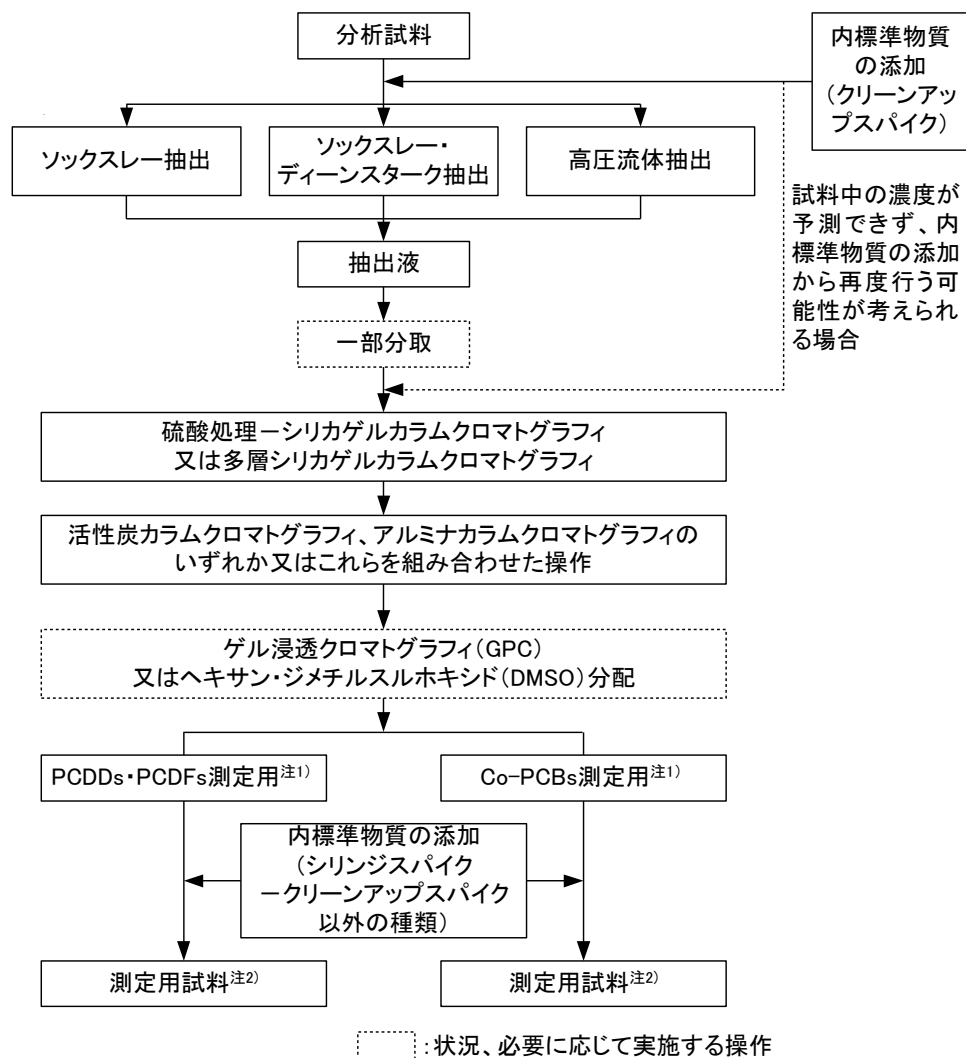 分析試料
内標準物質
の添加
（クリーンアッ
プスパイク）
ソックスレー抽出
ソックスレー・
ディーンスターク抽出
高圧流体抽出
試料中の濃度が
予測できず、内
標準物質の添加
から再度行う可
能性が考えられ
る場合
抽出液
一部分取
硫酸処理－シリカゲルカラムクロマトグラフィ
又は多層シリカゲルカラムクロマトグラフィ
活性炭カラムクロマトグラフィ、アルミナカラムクロマトグラフィの
いずれか又はこれらを組み合わせた操作
ゲル浸透クロマトグラフィ（GPC）
又はヘキサン・ジメチルスルホキシド（DMSO）分配
PCDDs・PCDFs測定用注1)
Co-PCBs測定用注1)
内標準物質の添加
（シリンジスパイク
－クリーンアップスパイク
以外の種類）
測定用試料注2)
測定用試料注2)
：状況、必要に応じて実施する操作